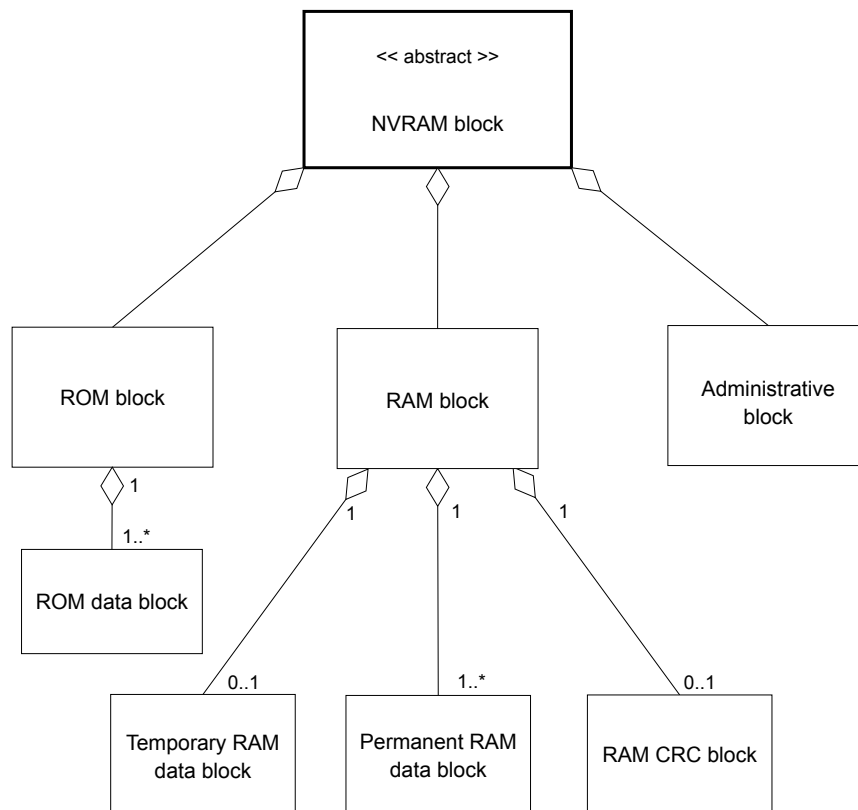 << abstract >>
NVRAM block
ROM block
RAM block
Administrative
block
1
1..*
ROM data block
1
1
1
0..1
1..*
0..1
Temporary RAM
data block
Permanent RAM
data block
RAM CRC block